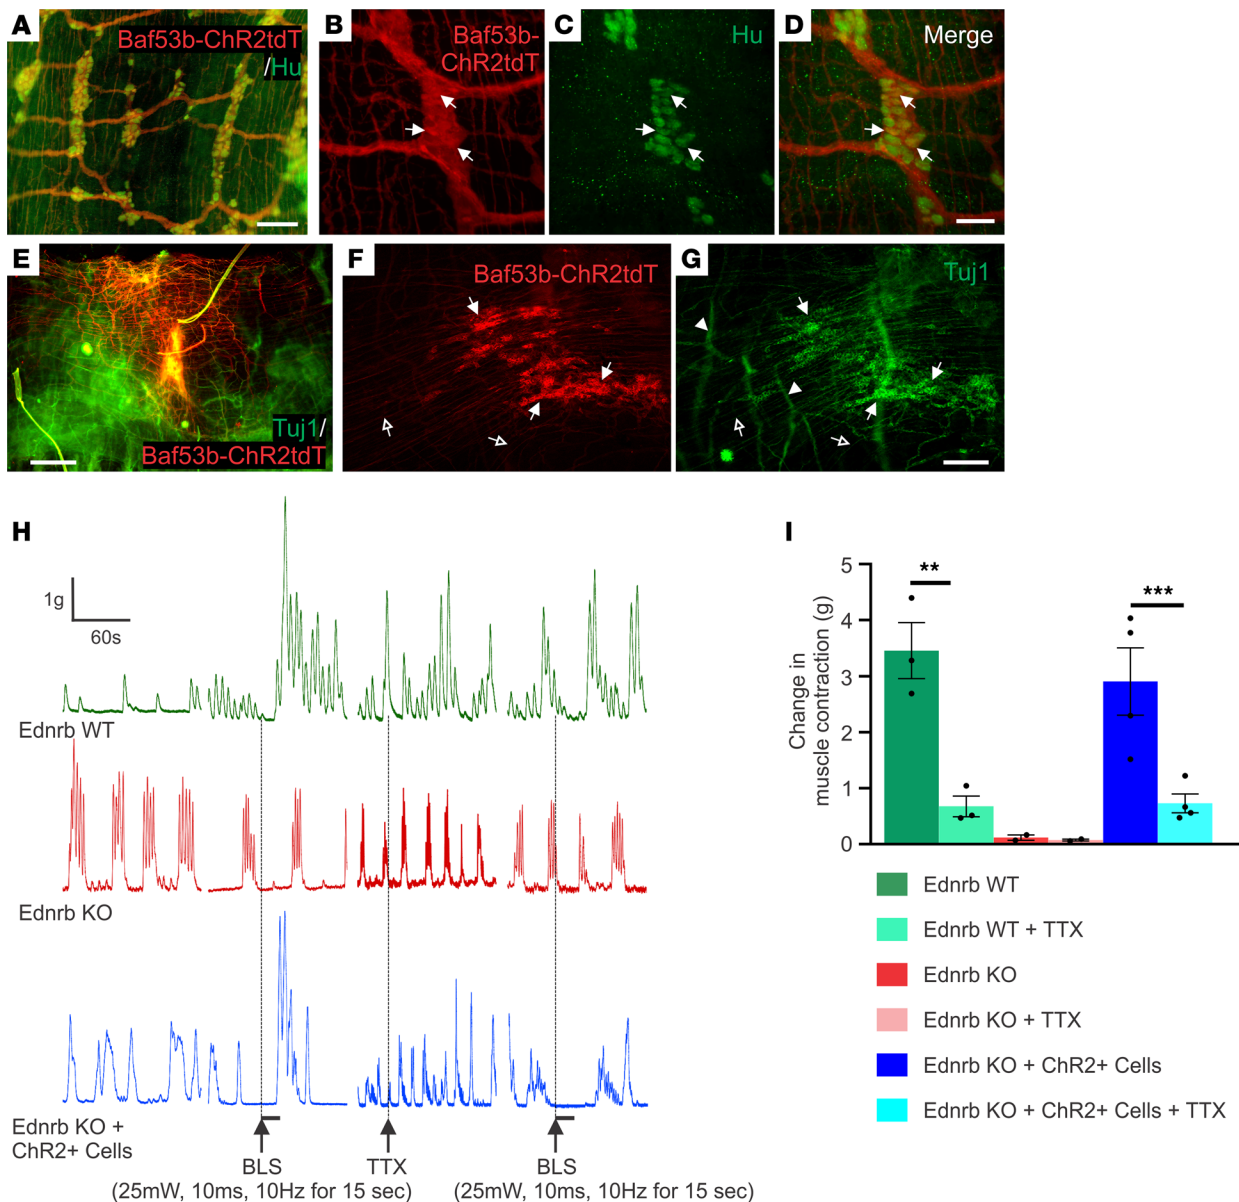 A
Baf53b-ChR2tdT
/Hu
B
Baf53b-
ChR2tdT
C
Hu
D
Merge
E
Tuj1/
Baf53b-ChR2tdT
F
Baf53b-ChR2tdT
G
Tuj1
H
1g
60s
Ednrb WT
Ednrb KO
Ednrb KO +
ChR2+ Cells
BLS
(25mW, 10ms, 10Hz for 15 sec)
TTX
BLS
(25mW, 10ms, 10Hz for 15 sec)
I
Change in
muscle contraction (g)
5
4
3
2
1
0
**
***
Ednrb WT
Ednrb WT + TTX
Ednrb KO
Ednrb KO + TTX
Ednrb KO + ChR2+ Cells
Ednrb KO + ChR2+ Cells + TTX